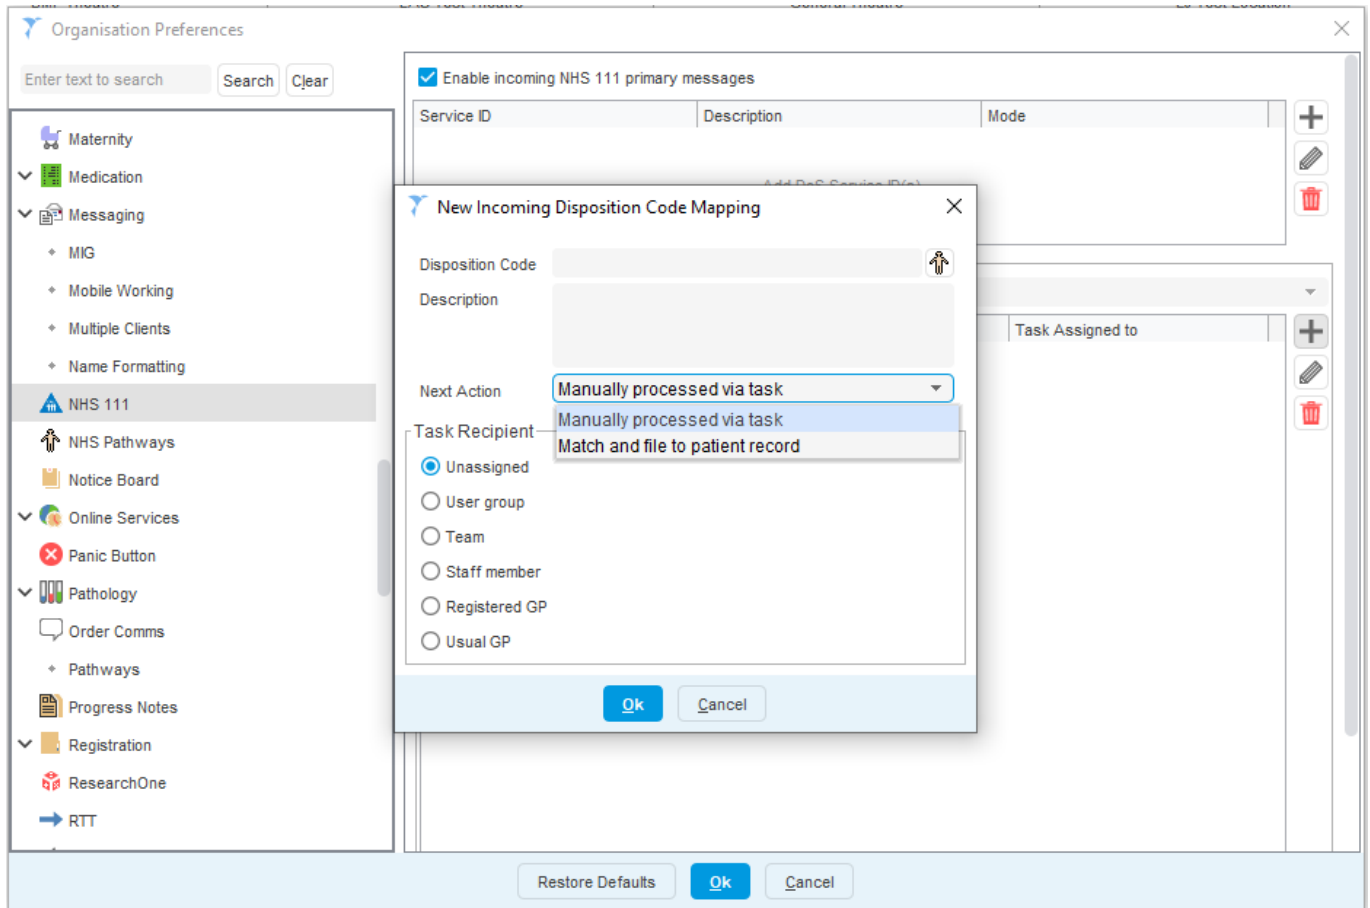 Organisation Preferences
Enter text to search Search Clear
Maternity
Medication
Messaging
MIG
Mobile Working
Multiple Clients
Name Formatting
NHS 111
NHS Pathways
Notice Board
Online Services
Panic Button
Pathology
Order Comms
Pathways
Progress Notes
Registration
ResearchOne
RTT
Enable incoming NHS 111 primary messages
Service ID Description Mode
Task Assigned to
New Incoming Disposition Code Mapping
Disposition Code
Description
Next Action Manually processed via task
Manually processed via task
Match and file to patient record
Task Recipient
Unassigned
User group
Team
Staff member
Registered GP
Usual GP
Ok Cancel
Restore Defaults Ok Cancel